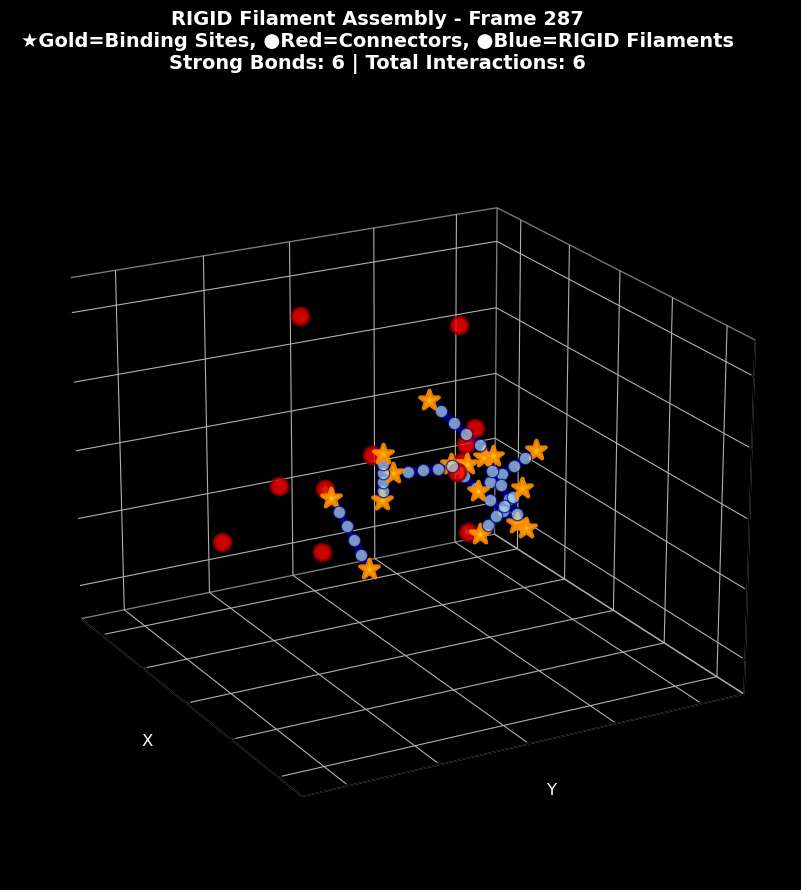 RIGID Filament Assembly - Frame 287
★Gold=Binding Sites, ●Red=Connectors, ●Blue=RIGID Filaments
Strong Bonds: 6 | Total Interactions: 6
X
Y